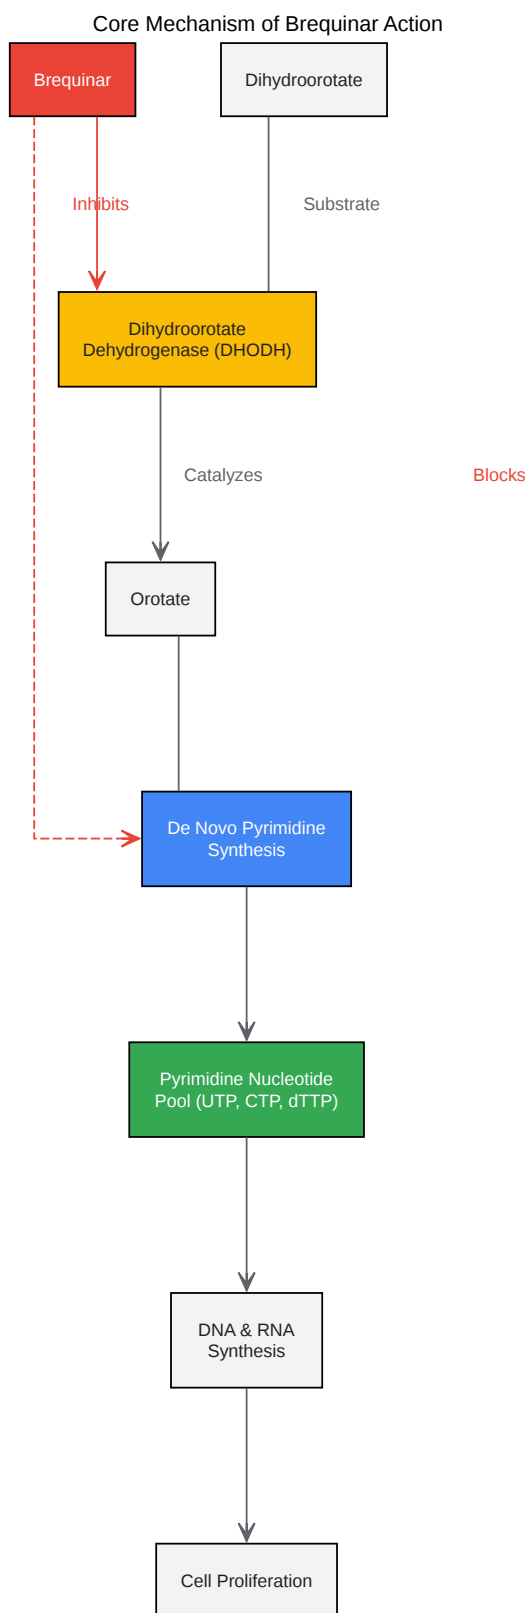 Core Mechanism of Brequinar Action
Brequinar
Dihydroorotate
Inhibits
Substrate
Dihydroorotate
Dehydrogenase (DHODH)
Catalyzes
Blocks
Orotate
De Novo Pyrimidine
Synthesis
Pyrimidine Nucleotide
Pool (UTP, CTP, dTTP)
DNA & RNA
Synthesis
Cell Proliferation